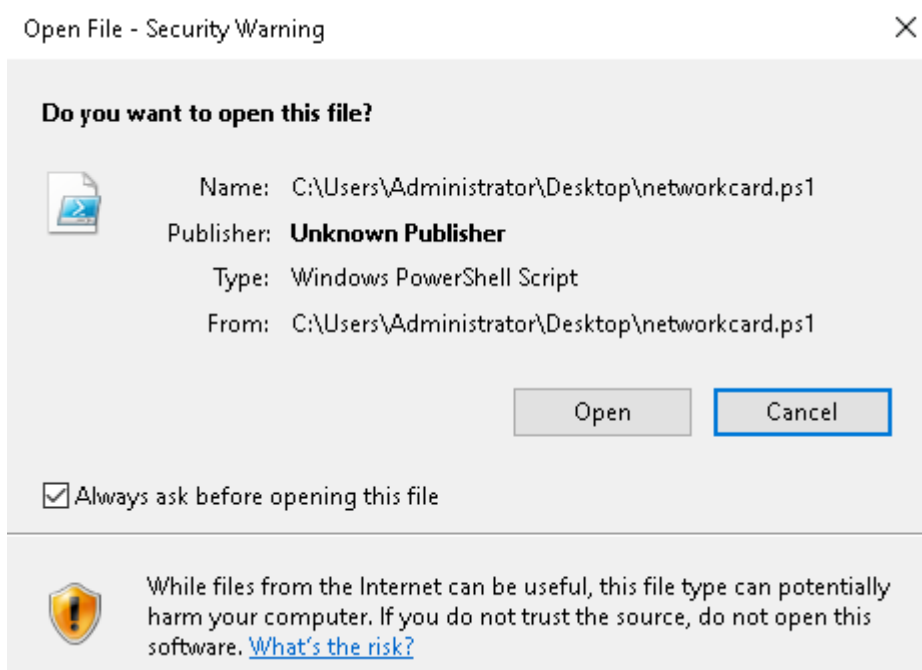 Open File - Security Warning
Do you want to open this file?
Name: C:\Users\Administrator\Desktop\networkcard.ps1
Publisher: Unknown Publisher
Type: Windows PowerShell Script
From: C:\Users\Administrator\Desktop\networkcard.ps1
Open Cancel
Always ask before opening this file
While files from the Internet can be useful, this file type can potentially
harm your computer. If you do not trust the source, do not open this
software. What's the risk?